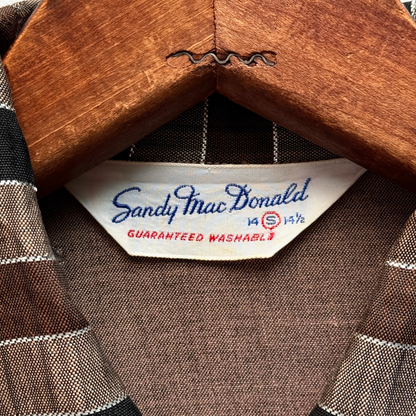 Sandy MacDonald
14 S 14½
GUARANTEED WASHABLE